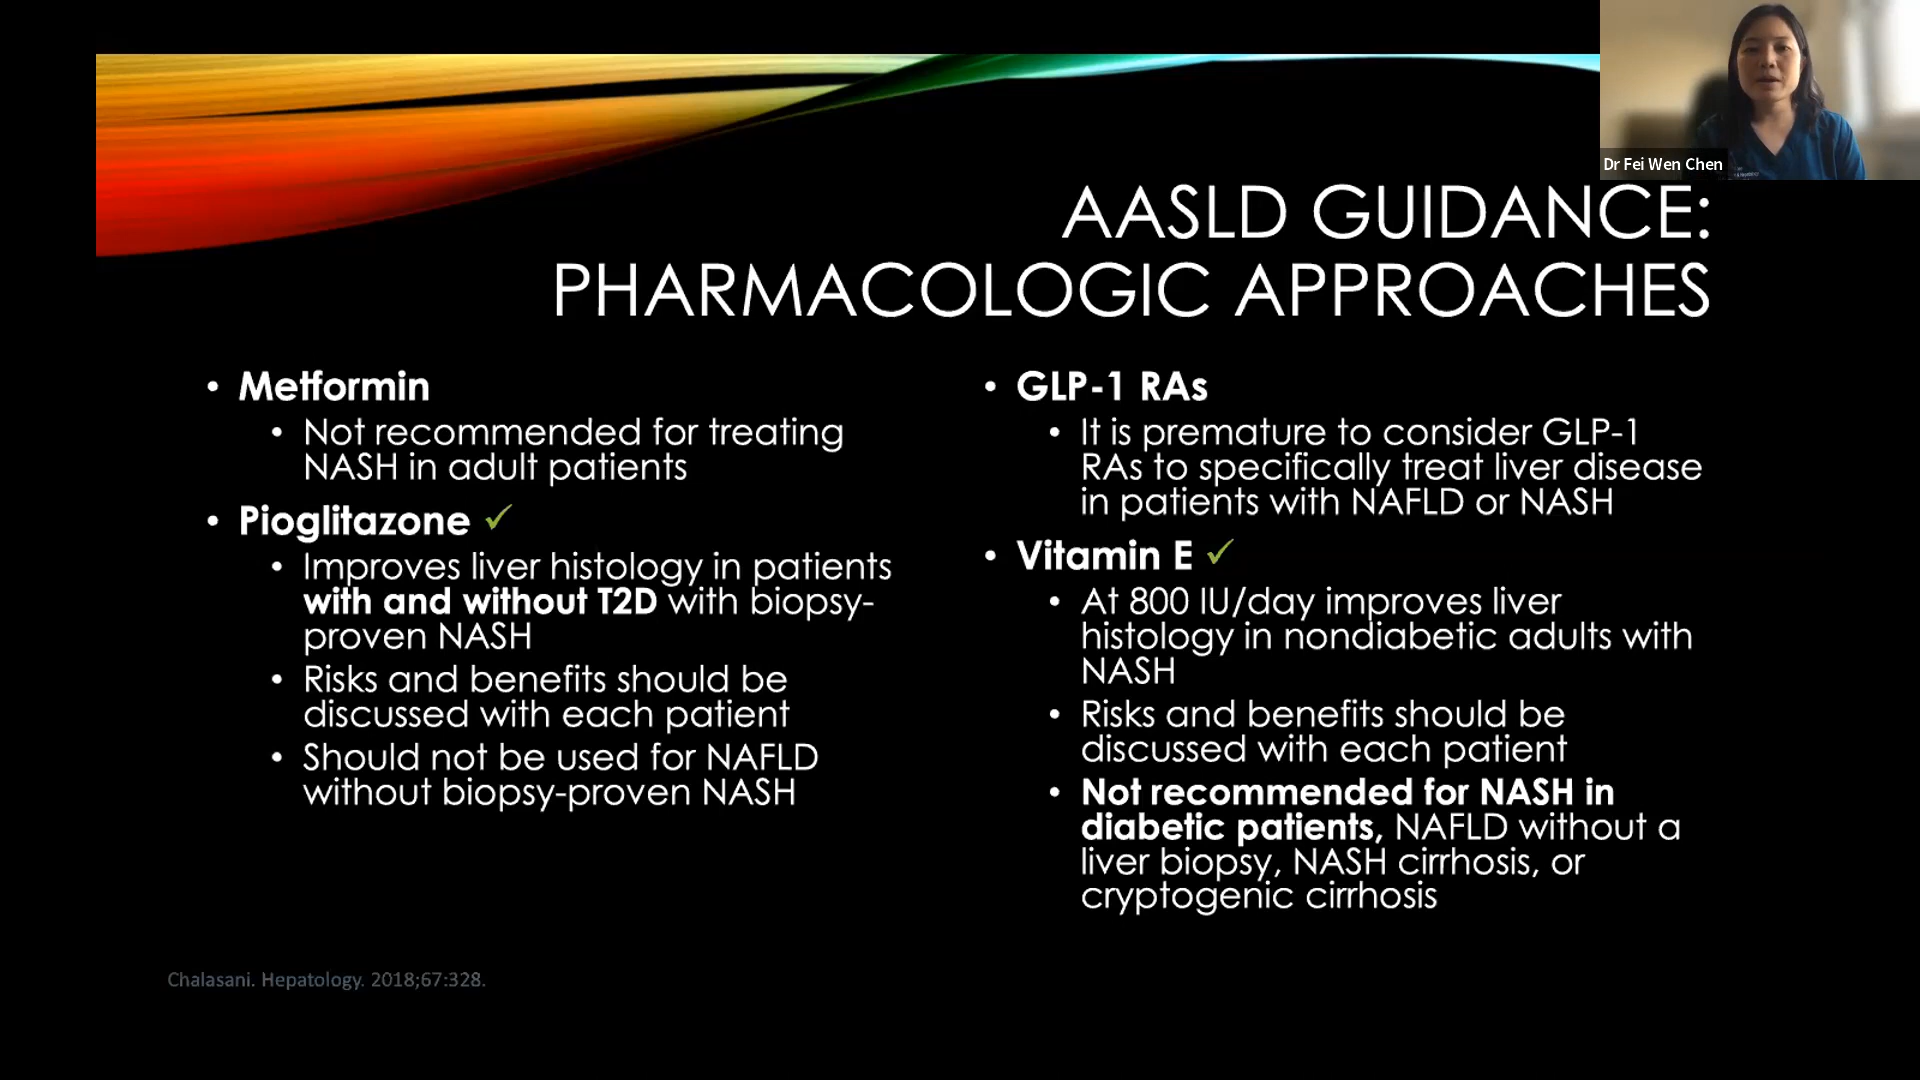 Dr Fei Wen Chen
AASLD GUIDANCE:
PHARMACOLOGIC APPROACHES
• Metformin
• Not recommended for treating
NASH in adult patients
• Pioglitazone ✓
• Improves liver histology in patients
with and without T2D with biopsy-
proven NASH
• Risks and benefits should be
discussed with each patient
• Should not be used for NAFLD
without biopsy-proven NASH
• GLP-1 RAs
• It is premature to consider GLP-1
RAs to specifically treat liver disease
in patients with NAFLD or NASH
• Vitamin E ✓
• At 800 IU/day improves liver
histology in nondiabetic adults with
NASH
• Risks and benefits should be
discussed with each patient
• Not recommended for NASH in
diabetic patients, NAFLD without a
liver biopsy, NASH cirrhosis, or
cryptogenic cirrhosis
Chalasani. Hepatology. 2018;67:328.